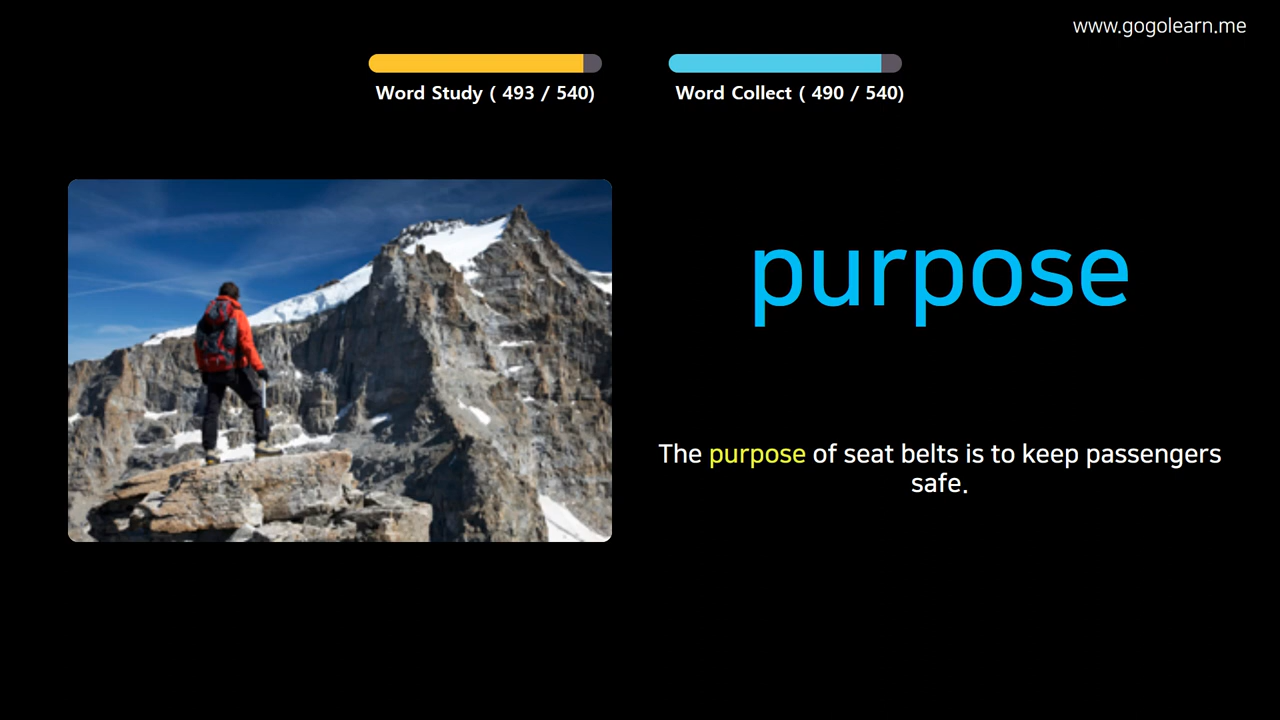 www.gogolearn.me
Word Study ( 493 / 540)
Word Collect ( 490 / 540)
purpose
The purpose of seat belts is to keep passengers
safe.